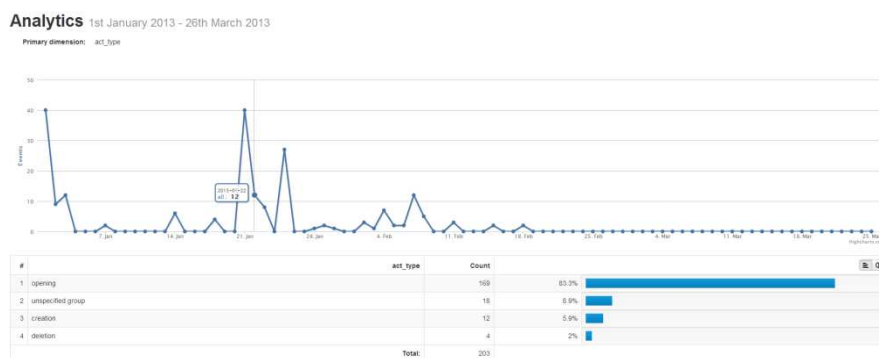 Analytics 1st January 2013 - 26th March 2013
Primary dimension: act_type
50
40
30
20
10
0
Events
2013-01-22
all: 12
7. Jan
14. Jan
21. Jan
28. Jan
4. Feb
11. Feb
18. Feb
25. Feb
4. Mar
11. Mar
18. Mar
25. Ma
Highcharts.c
# act_type Count
1 opening 169 83.3%
2 unspecified group 18 8.9%
3 creation 12 5.9%
4 deletion 4 2%
Total: 203